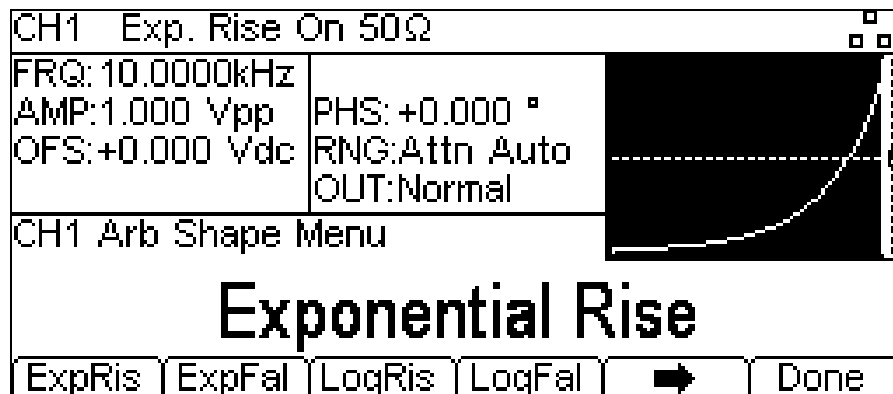 CH1 Exp. Rise On 50Ω
FRQ: 10.0000kHz
AMP:1.000 Vpp
OFS:+0.000 Vdc
PHS: +0.000 °
RNG:Attn Auto
OUT:Normal
CH1 Arb Shape Menu
Exponential Rise
ExpRis ExpFal LogRis LogFal ➡ Done